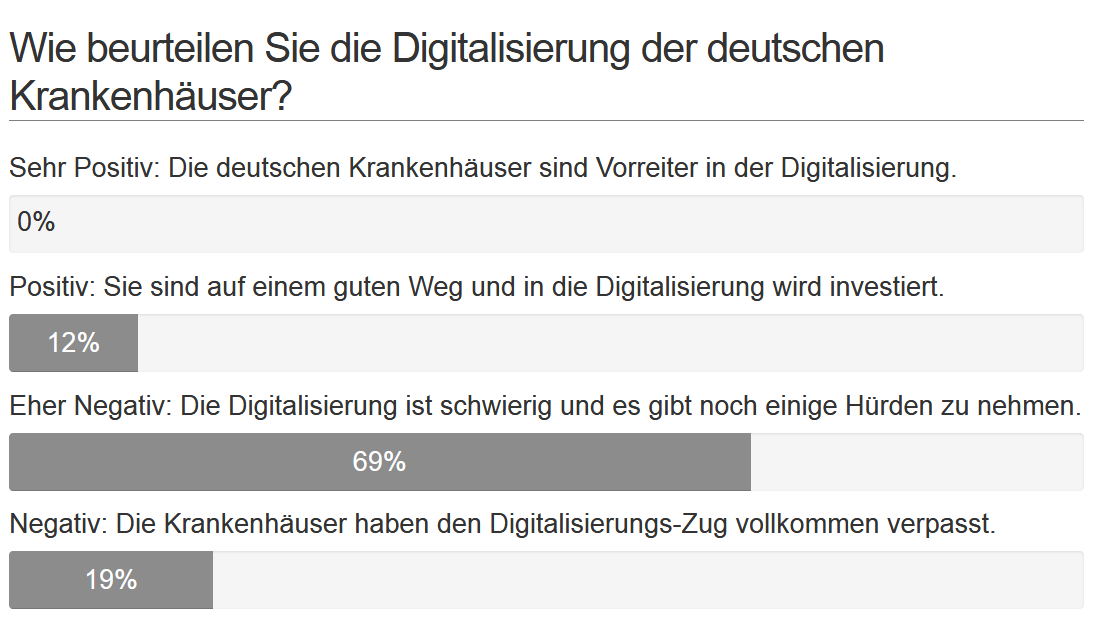 Wie beurteilen Sie die Digitalisierung der deutschen
Krankenhäuser?
Sehr Positiv: Die deutschen Krankenhäuser sind Vorreiter in der Digitalisierung.
0%
Positiv: Sie sind auf einem guten Weg und in die Digitalisierung wird investiert.
12%
Eher Negativ: Die Digitalisierung ist schwierig und es gibt noch einige Hürden zu nehmen.
69%
Negativ: Die Krankenhäuser haben den Digitalisierungs-Zug vollkommen verpasst.
19%